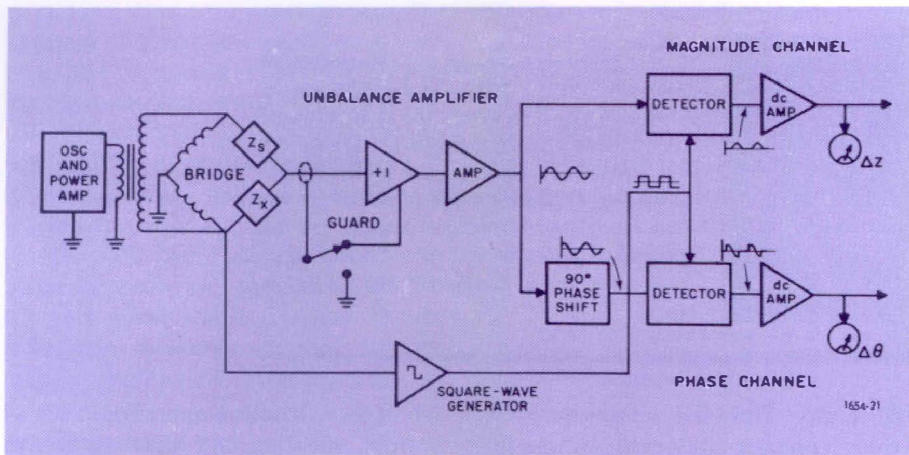 MAGNITUDE CHANNEL
UNBALANCE AMPLIFIER
OSC
AND
POWER
AMP
BRIDGE
Zs
Zx
+1
AMP
GUARD
DETECTOR
dc
AMP
ΔZ
90°
PHASE
SHIFT
DETECTOR
dc
AMP
Δθ
SQUARE-WAVE
GENERATOR
PHASE CHANNEL
1654-21